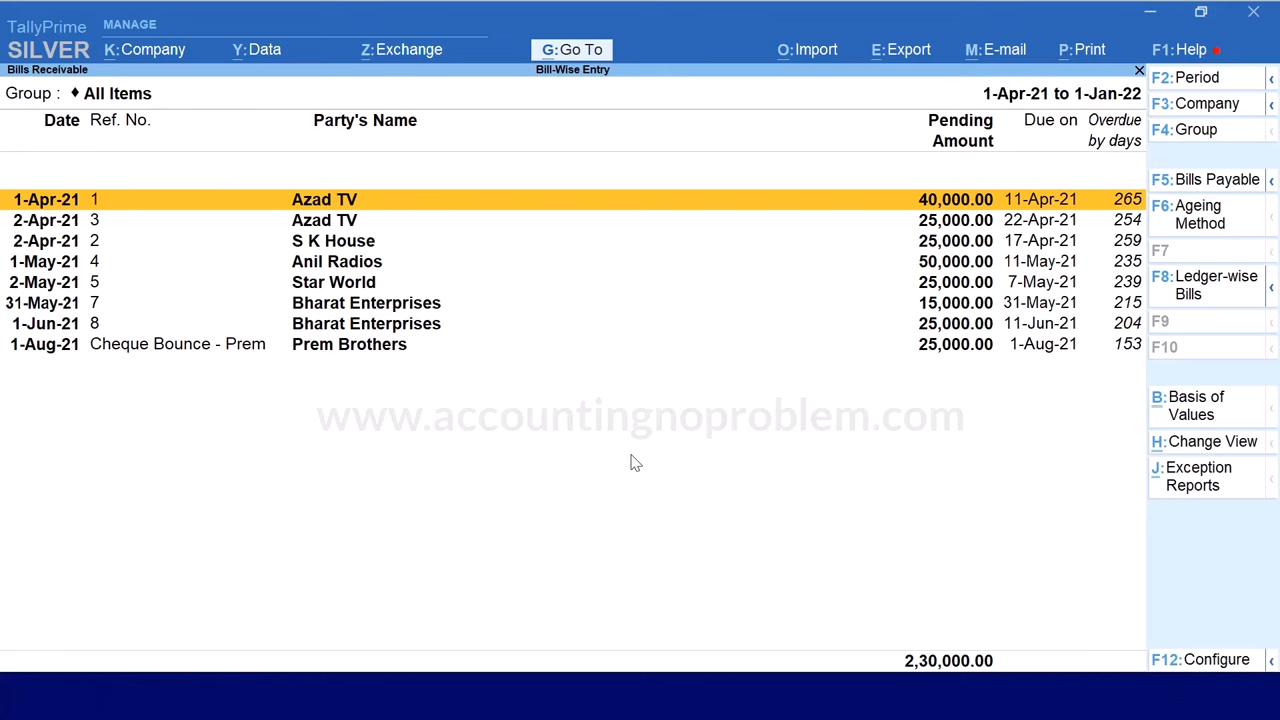 TallyPrime MANAGE
SILVER K:Company Y:Data Z:Exchange G:Go To O:Import E:Export M:E-mail P:Print F1:Help
Bills Receivable Bill-Wise Entry
Group : ♦ All Items 1-Apr-21 to 1-Jan-22
Date Ref. No. Party's Name Pending Amount Due on Overdue by days
1-Apr-21 1 Azad TV 40,000.00 11-Apr-21 265
2-Apr-21 3 Azad TV 25,000.00 22-Apr-21 254
2-Apr-21 2 S K House 25,000.00 17-Apr-21 259
1-May-21 4 Anil Radios 50,000.00 11-May-21 235
2-May-21 5 Star World 25,000.00 7-May-21 239
31-May-21 7 Bharat Enterprises 15,000.00 31-May-21 215
1-Jun-21 8 Bharat Enterprises 25,000.00 11-Jun-21 204
1-Aug-21 Cheque Bounce - Prem Prem Brothers 25,000.00 1-Aug-21 153
www.accountingnoproblem.com
2,30,000.00
F2:Period
F3:Company
F4:Group
F5:Bills Payable
F6:Ageing
Method
F7
F8:Ledger-wise
Bills
F9
F10
B:Basis of
Values
H:Change View
J:Exception
Reports
F12:Configure